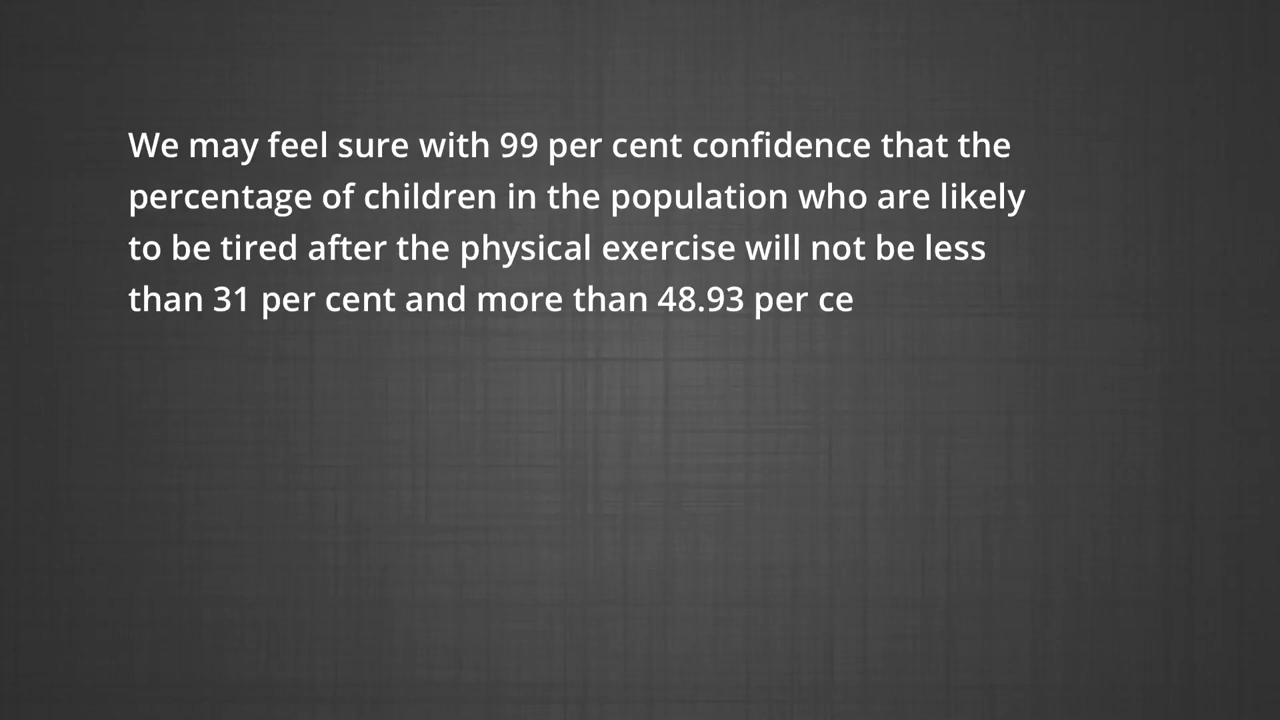 We may feel sure with 99 per cent confidence that the
percentage of children in the population who are likely
to be tired after the physical exercise will not be less
than 31 per cent and more than 48.93 per ce